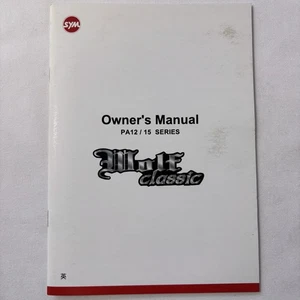 SYM
Owner's Manual
PA12 / 15 SERIES
Wolf
classic